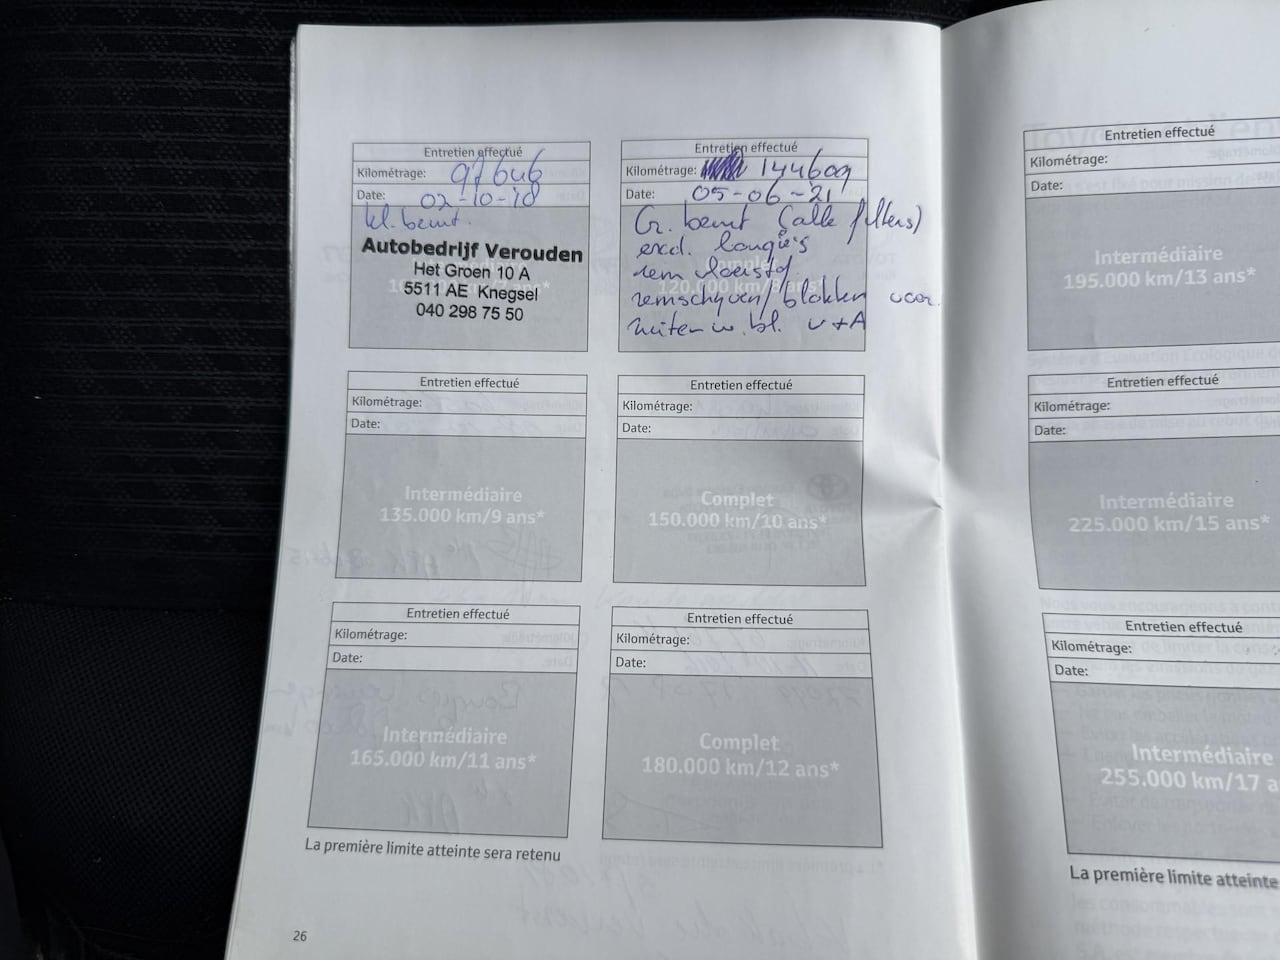 Entretien effectué
Kilométrage: 97646
Date: 02-10-18
kl. beurt.
Autobedrijf Verouden
Het Groen 10 A
5511 AE Knegsel
040 298 75 50
Entretien effectué
Kilométrage: 144609
Date: 05-06-21
Gr. beurt (alle filters)
excl. bougie's
rem vloeistof
remschijven/blokken voor.
ruiten w. bl. v+A
120.000 km/8 ans*
Entretien effectué
Kilométrage:
Date:
Intermédiaire
135.000 km/9 ans*
Entretien effectué
Kilométrage:
Date:
Complet
150.000 km/10 ans*
Entretien effectué
Kilométrage:
Date:
Intermédiaire
165.000 km/11 ans*
Entretien effectué
Kilométrage:
Date:
Complet
180.000 km/12 ans*
La première limite atteinte sera retenu
26
Entretien effectué
Kilométrage:
Date:
Intermédiaire
195.000 km/13 ans*
Entretien effectué
Kilométrage:
Date:
Intermédiaire
225.000 km/15 ans*
Entretien effectué
Kilométrage:
Date:
Intermédiaire
255.000 km/17 a
La première limite atteinte